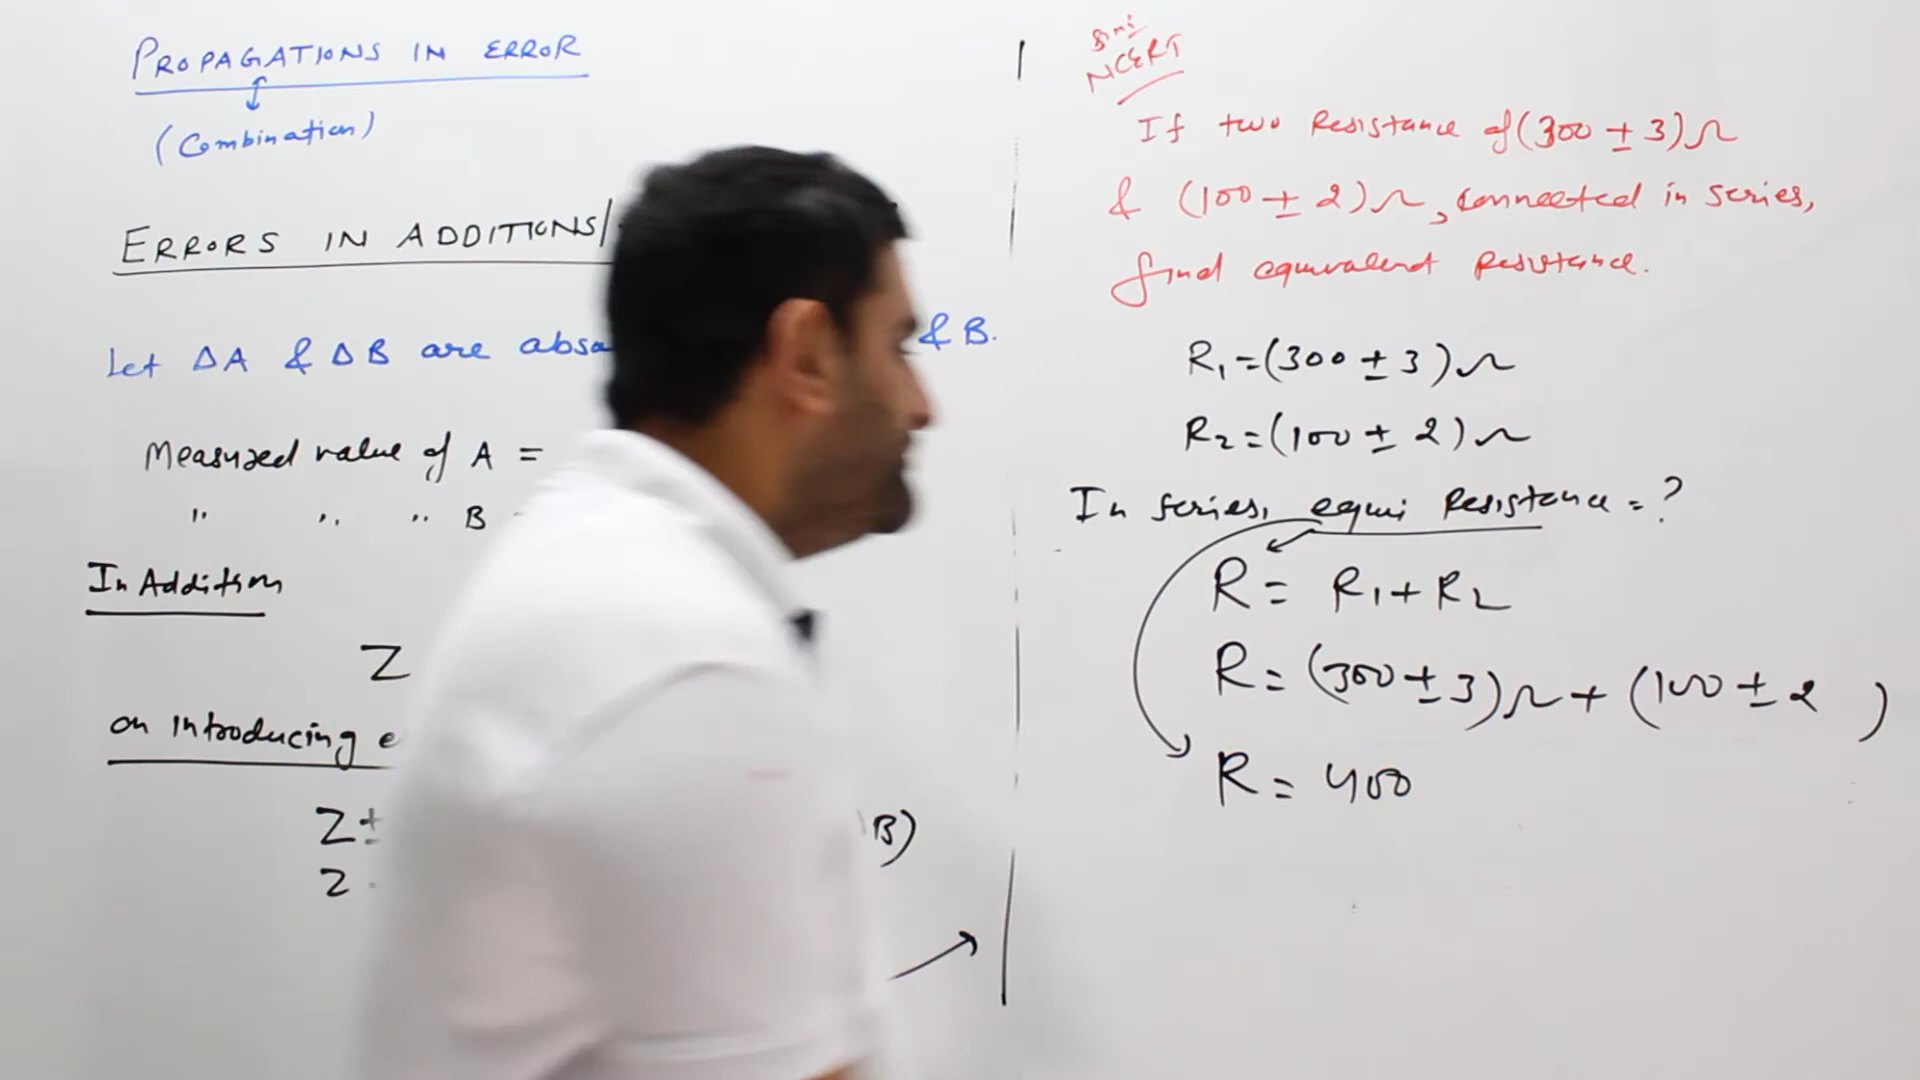 PROPAGATIONS IN ERROR
(Combination)
ERRORS IN ADDITIONS/
Let ΔA & ΔB are abso & B.
Measured value of A =
" " " B -
In Addition
Z
on introducing e
Z ± B)
Z
NCERT
If two Resistance of (300 ± 3)Ω
& (100 ± 2)Ω, connected in series,
find equivalent resistance.
R₁ = (300 ± 3)Ω
R₂ = (100 ± 2)Ω
In series, equi Resistance = ?
R = R₁ + R₂
R = (300 ± 3)Ω + (100 ± 2 )
R = 400